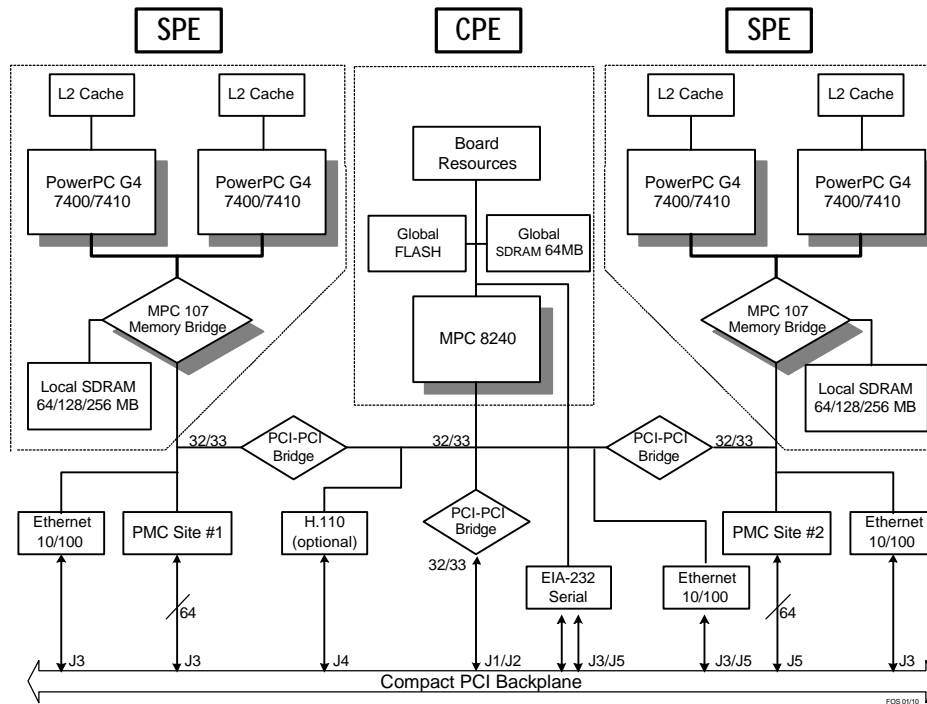 SPE
CPE
SPE
L2 Cache
L2 Cache
L2 Cache
L2 Cache
Board
Resources
PowerPC G4
7400/7410
PowerPC G4
7400/7410
PowerPC G4
7400/7410
PowerPC G4
7400/7410
Global
FLASH
Global
SDRAM 64MB
MPC 107
Memory Bridge
MPC 8240
MPC 107
Memory Bridge
Local SDRAM
64/128/256 MB
Local SDRAM
64/128/256 MB
32/33
PCI-PCI
Bridge
32/33
PCI-PCI
Bridge
32/33
Ethernet
10/100
PMC Site #1
H.110
(optional)
PCI-PCI
Bridge
32/33
EIA-232
Serial
Ethernet
10/100
PMC Site #2
Ethernet
10/100
64
64
J3
J3
J4
J1/J2
J3/J5
J3/J5
J5
J3
Compact PCI Backplane
FOS 01/10